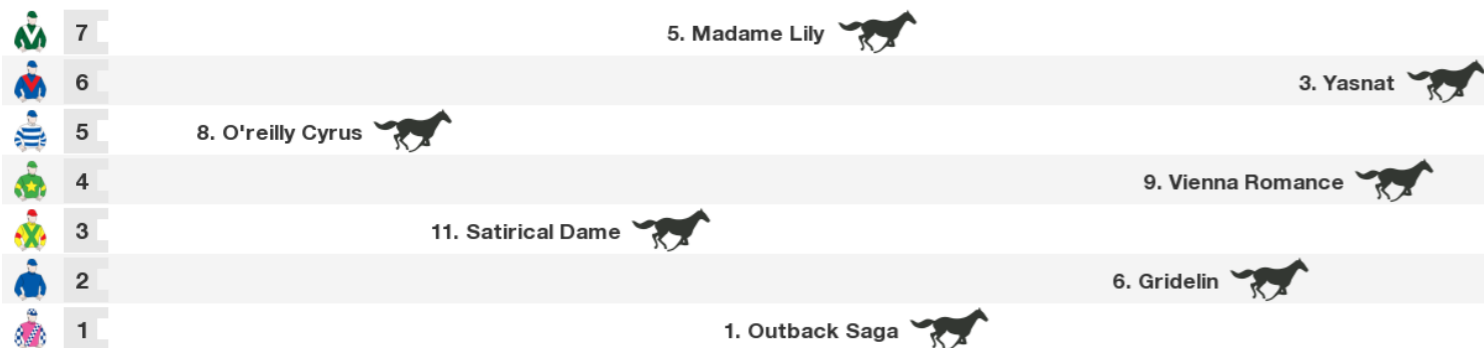 7 5. Madame Lily
6 3. Yasnat
5 8. O'reilly Cyrus
4 9. Vienna Romance
3 11. Satirical Dame
2 6. Gridelin
1 1. Outback Saga